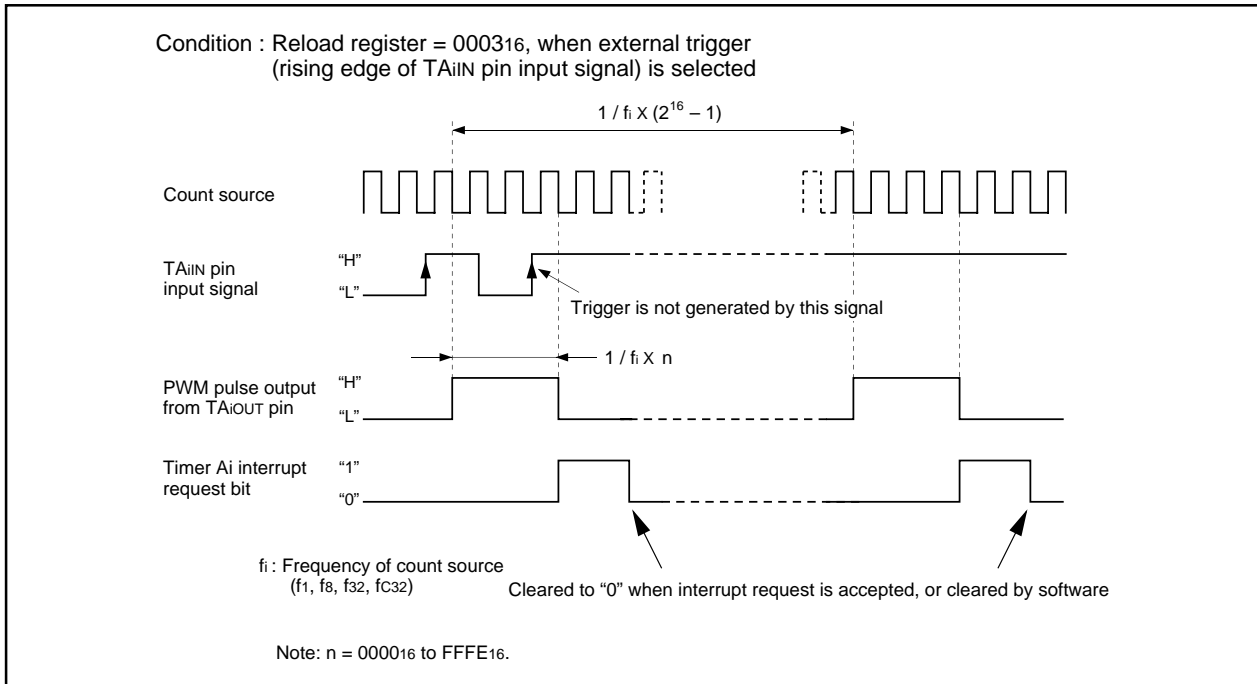 Condition : Reload register = 000316, when external trigger
(rising edge of TAiIN pin input signal) is selected
1 / fi X (2^16 – 1)
Count source
TAiIN pin
input signal
“H”
“L”
Trigger is not generated by this signal
1 / fi X n
PWM pulse output
from TAiOUT pin
“H”
“L”
Timer Ai interrupt
request bit
“1”
“0”
fi : Frequency of count source
(f1, f8, f32, fC32)
Cleared to “0” when interrupt request is accepted, or cleared by software
Note: n = 000016 to FFFE16.